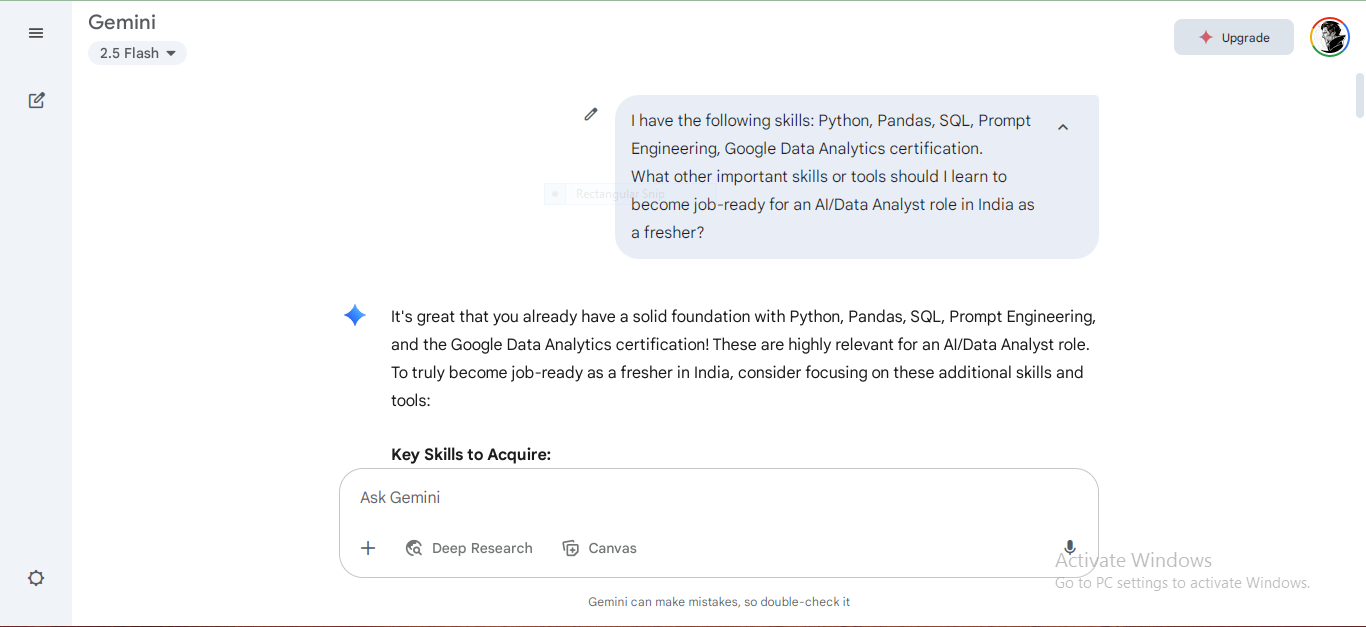 Gemini
2.5 Flash
Upgrade
I have the following skills: Python, Pandas, SQL, Prompt
Engineering, Google Data Analytics certification.
What other important skills or tools should I learn to
Rectangular Snip
become job-ready for an AI/Data Analyst role in India as
a fresher?
It's great that you already have a solid foundation with Python, Pandas, SQL, Prompt Engineering,
and the Google Data Analytics certification! These are highly relevant for an AI/Data Analyst role.
To truly become job-ready as a fresher in India, consider focusing on these additional skills and
tools:
Key Skills to Acquire:
Ask Gemini
Deep Research
Canvas
Activate Windows
Go to PC settings to activate Windows.
Gemini can make mistakes, so double-check it